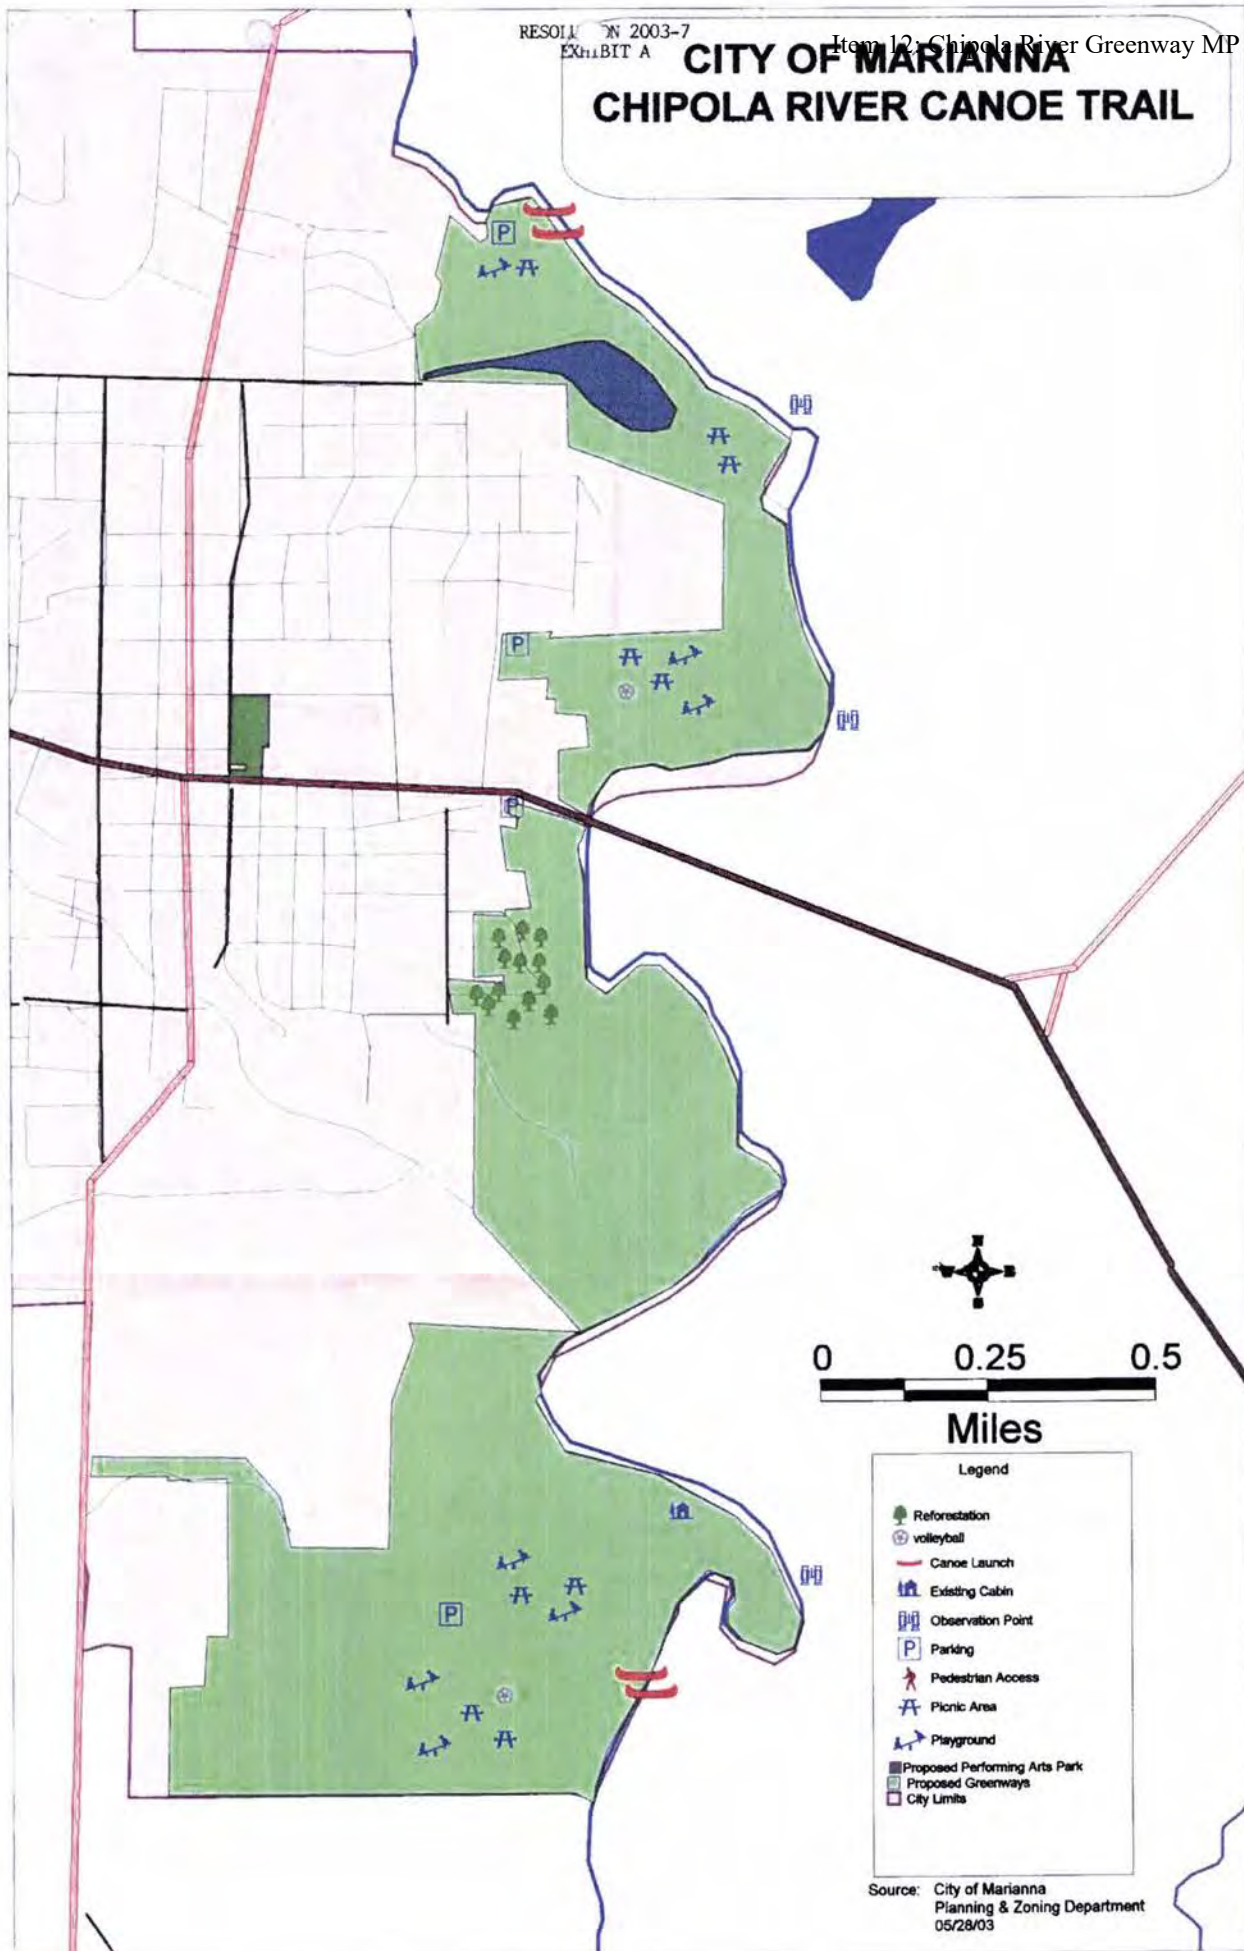 RESOLU ON 2003-7
EXHIBIT A
Item 12: Chipola River Greenway MP
CITY OF MARIANNA
CHIPOLA RIVER CANOE TRAIL
P
P
P
N
W E
S
0 0.25 0.5
Miles
P
Legend
Reforestation
volleyball
Canoe Launch
Existing Cabin
Observation Point
P Parking
Pedestrian Access
Picnic Area
Playground
Proposed Performing Arts Park
Proposed Greenways
City Limits
Source: City of Marianna
Planning & Zoning Department
05/28/03